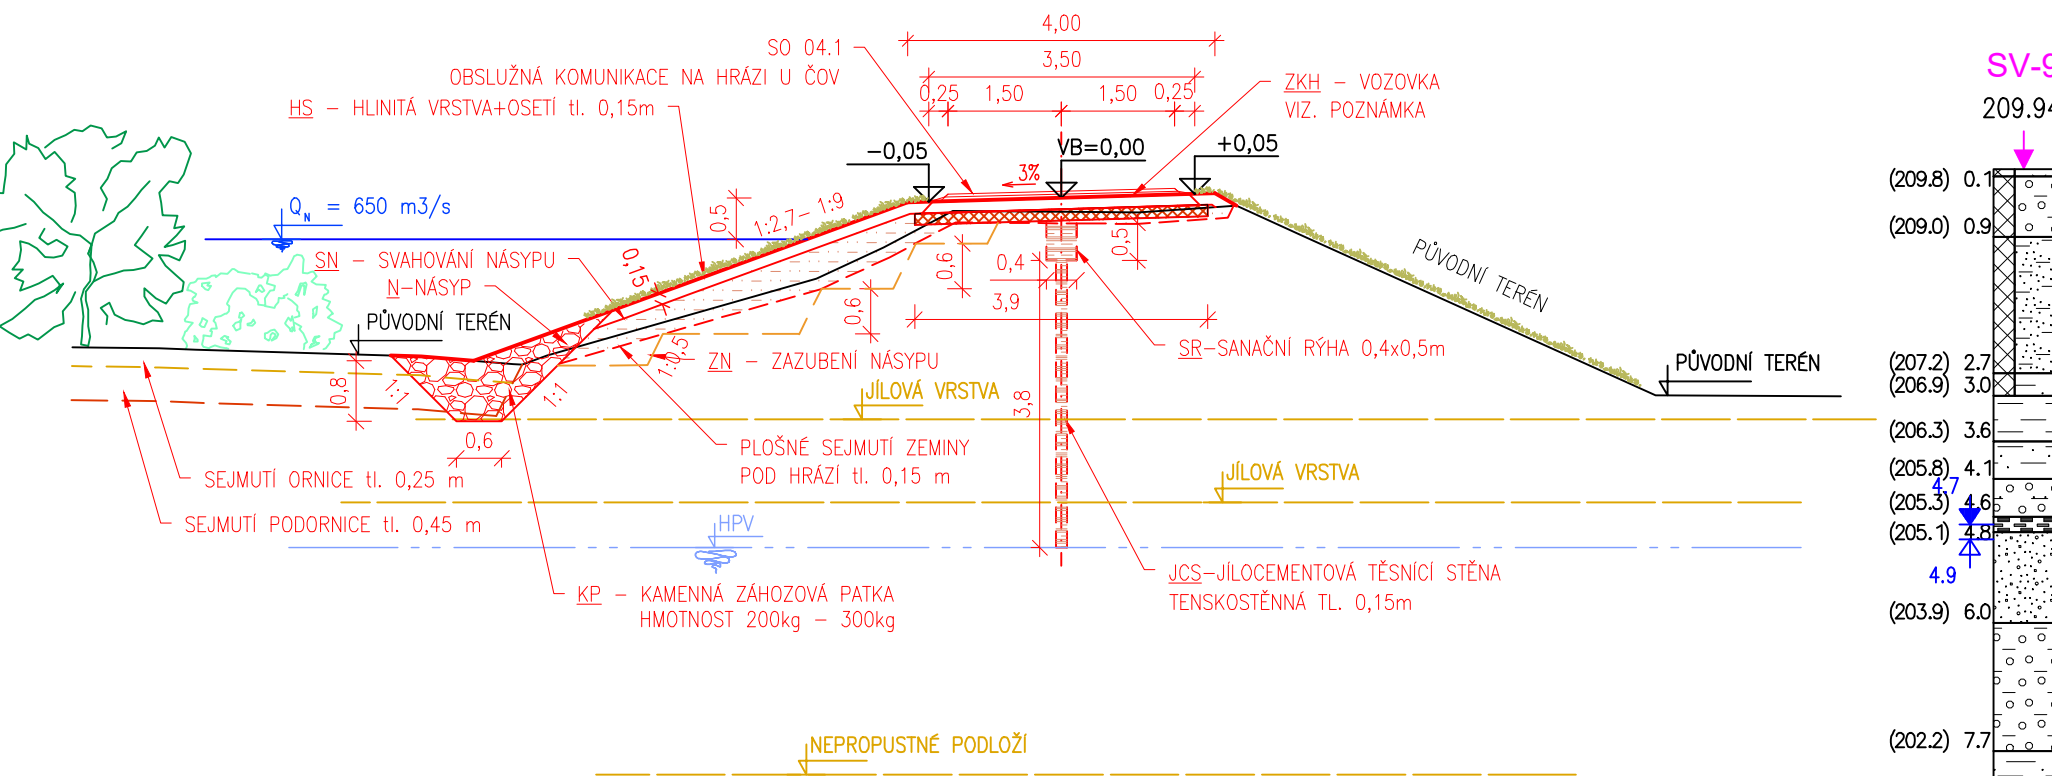 4,00
SO 04.1
OBSLUŽNÁ KOMUNIKACE NA HRÁZI U ČOV
3,50
HS – HLINITÁ VRSTVA+OSETÍ tl. 0,15m
0,25 1,50 1,50 0,25
ZKH – VOZOVKA
VIZ. POZNÁMKA
SV-9
209.94
-0,05
VB=0,00
+0,05
3%
(209.8) 0.1
Q_N = 650 m3/s
0,5
1:2,7– 1:9
(209.0) 0.9
0,5
SN – SVAHOVÁNÍ NÁSYPU
0,15
0,6
0,4
PŮVODNÍ TERÉN
N–NÁSYP
3,9
0,6
PŮVODNÍ TERÉN
SR–SANAČNÍ RÝHA 0,4x0,5m
1:0,5
ZN – ZAZUBENÍ NÁSYPU
PŮVODNÍ TERÉN
(207.2) 2.7
(206.9) 3.0
0,8
1:1
1:1
JÍLOVÁ VRSTVA
3,8
0,6
PLOŠNÉ SEJMUTÍ ZEMINY
POD HRÁZÍ tl. 0,15 m
(206.3) 3.6
SEJMUTÍ ORNICE tl. 0,25 m
JÍLOVÁ VRSTVA
(205.8) 4.1
4.7
(205.3) 4.6
SEJMUTÍ PODORNICE tl. 0,45 m
HPV
(205.1) 4.8
4.9
JCS–JÍLOCEMENTOVÁ TĚSNÍCÍ STĚNA
TENSKOSTĚNNÁ TL. 0,15m
KP – KAMENNÁ ZÁHOZOVÁ PATKA
HMOTNOST 200kg – 300kg
(203.9) 6.0
NEPROPUSTNÉ PODLOŽÍ
(202.2) 7.7